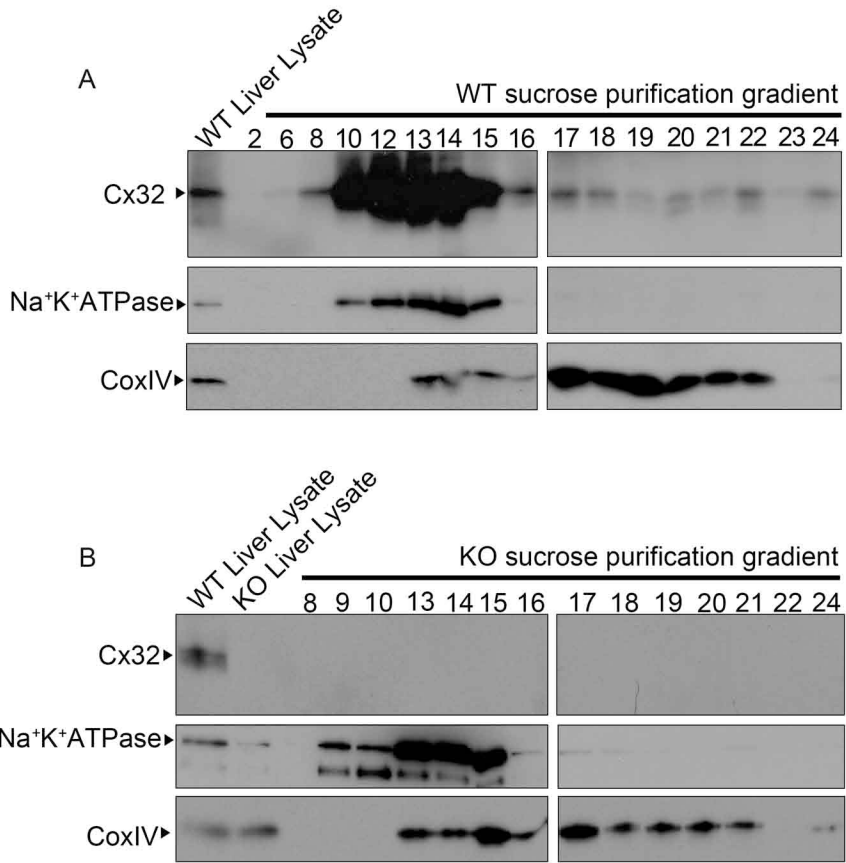 A
WT Liver Lysate
WT sucrose purification gradient
2 6 8 10 12 13 14 15 16 17 18 19 20 21 22 23 24
Cx32
Na⁺K⁺ATPase
CoxIV
B
WT Liver Lysate
KO Liver Lysate
KO sucrose purification gradient
8 9 10 13 14 15 16 17 18 19 20 21 22 24
Cx32
Na⁺K⁺ATPase
CoxIV